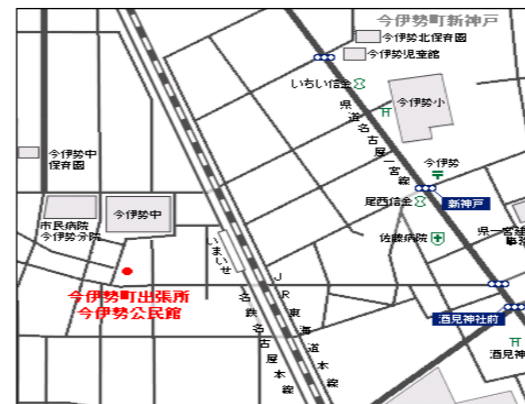 今伊勢町新神戸
今伊勢北保育園
今伊勢児童館
いちい信金
今伊勢小
県道名古屋一宮線
今伊勢中
保育園
今伊勢
新神戸
尾西信金
市民病院
今伊勢分院
今伊勢中
いまいせ
佐藤病院
県一宮建
今伊勢町出張所
今伊勢公民館
JR東海道本線
名鉄名古屋本線
酒見神社前
酒見神